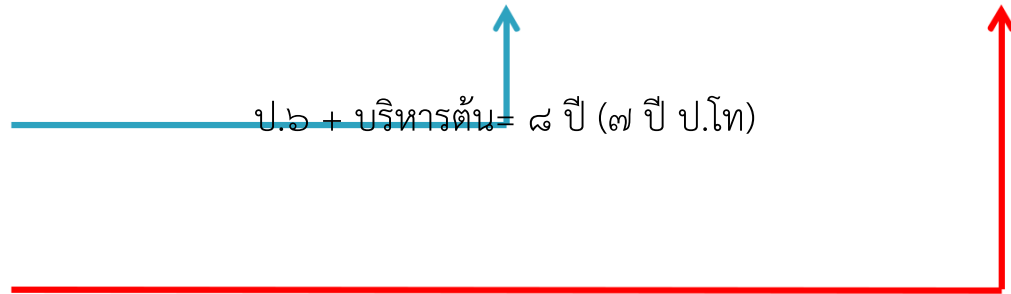 ป.๖ + บริหารต้น= ๘ ปี (๗ ปี ป.โท)